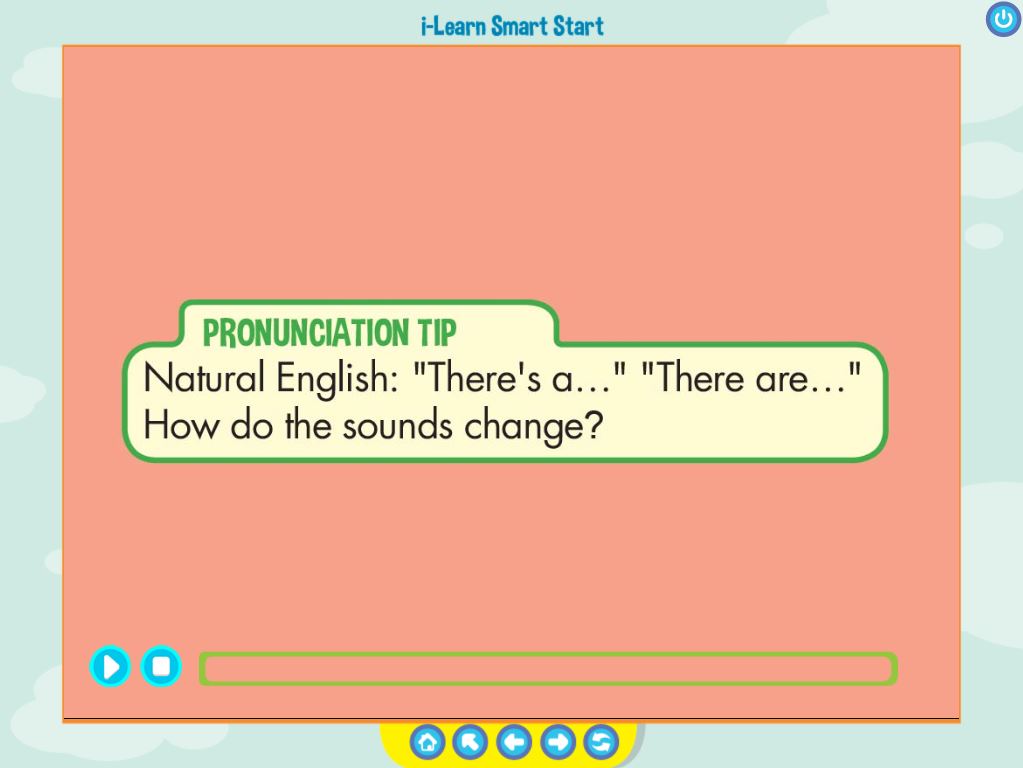 i-Learn Smart Start
PRONUNCIATION TIP
Natural English: "There's a..." "There are..."
How do the sounds change?